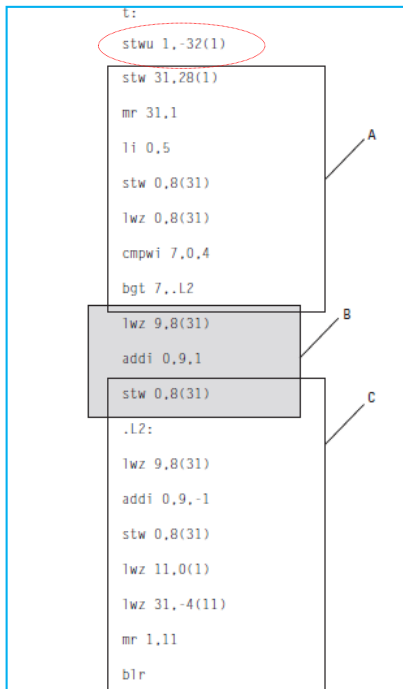 t:
stwu 1,-32(1)
stw 31,28(1)
mr 31,1
A
li 0,5
stw 0,8(31)
lwz 0,8(31)
cmpwi 7,0,4
bgt 7,.L2
B
lwz 9,8(31)
addi 0,9,1
stw 0,8(31)
C
.L2:
lwz 9,8(31)
addi 0,9,-1
stw 0,8(31)
lwz 11,0(1)
lwz 31,-4(11)
mr 1,11
blr